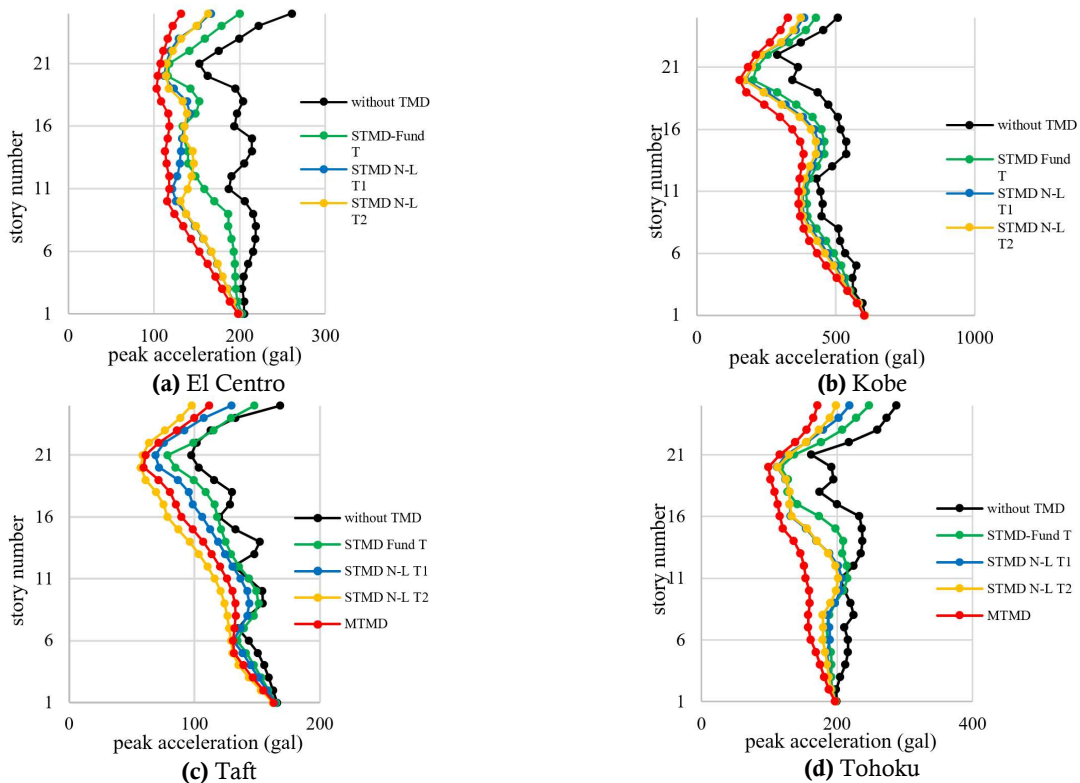 story number
21
16
11
6
1
0
100
200
300
peak acceleration (gal)
without TMD
STMD-Fund
T
STMD N-L
T1
STMD N-L
T2
(a) El Centro
story number
21
16
11
6
1
0
500
1000
peak acceleration (gal)
without TMD
STMD Fund
T
STMD N-L
T1
STMD N-L
T2
(b) Kobe
story number
21
16
11
6
1
0
100
200
peak acceleration (gal)
without TMD
STMD Fund T
STMD N-L T1
STMD N-L T2
MTMD
(c) Taft
story number
21
16
11
6
1
0
200
400
peak acceleration (gal)
without TMD
STMD-Fund T
STMD N-L T1
STMD N-L T2
MTMD
(d) Tohoku